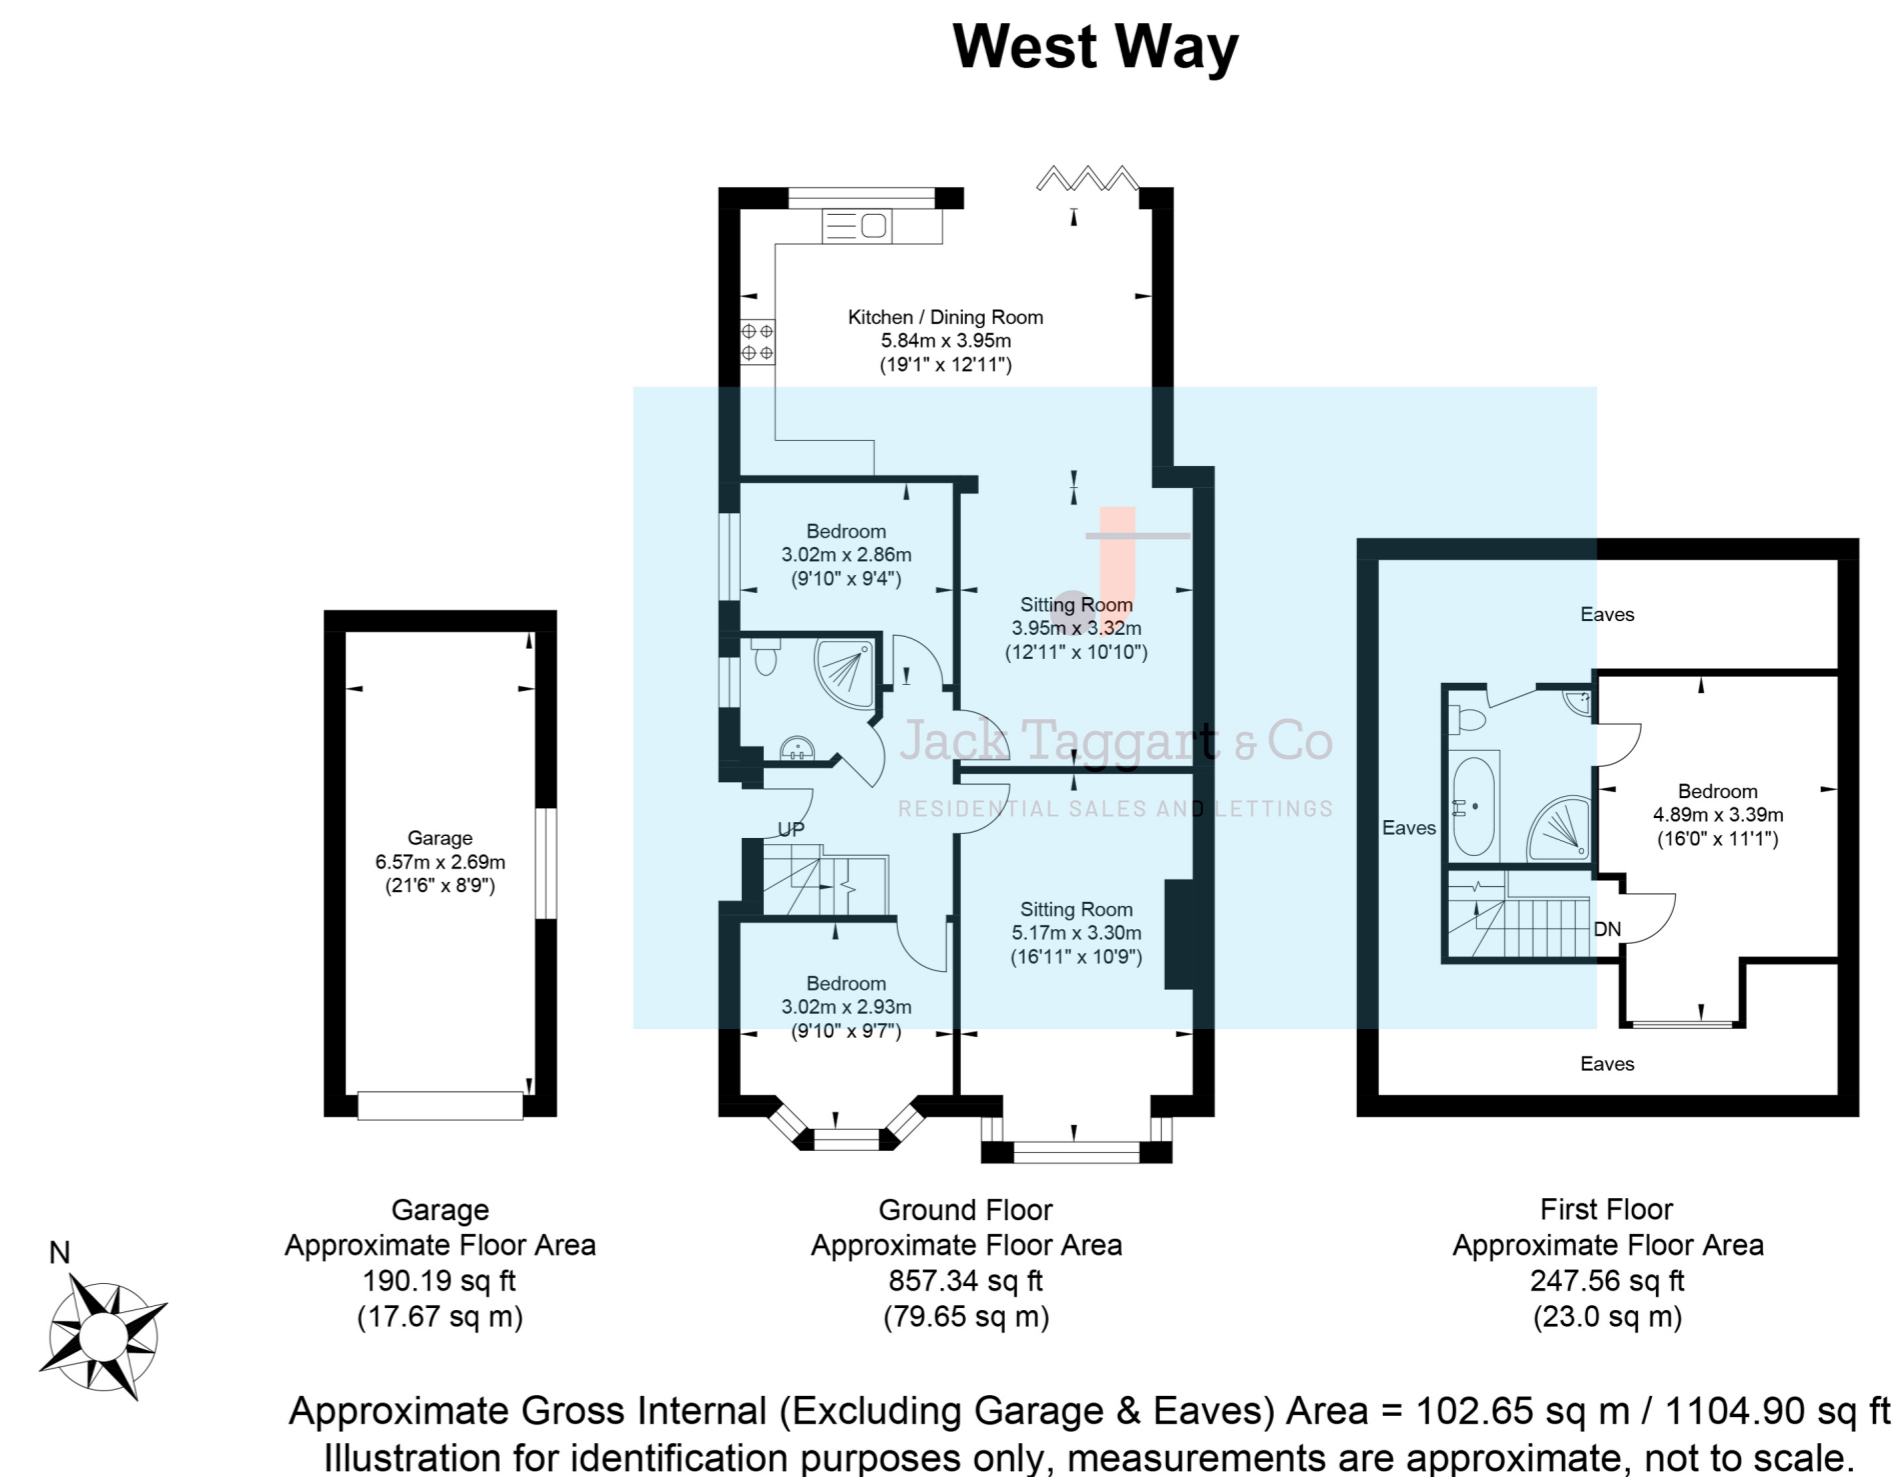 West Way
Kitchen / Dining Room
5.84m x 3.95m
(19'1" x 12'11")
Bedroom
3.02m x 2.86m
(9'10" x 9'4")
Sitting Room
3.95m x 3.32m
(12'11" x 10'10")
Eaves
Jack Taggart & Co
RESIDENTIAL SALES AND LETTINGS
Garage
6.57m x 2.69m
(21'6" x 8'9")
UP
Eaves
Bedroom
4.89m x 3.39m
(16'0" x 11'1")
Sitting Room
5.17m x 3.30m
(16'11" x 10'9")
DN
Bedroom
3.02m x 2.93m
(9'10" x 9'7")
Eaves
Garage
Approximate Floor Area
190.19 sq ft
(17.67 sq m)
Ground Floor
Approximate Floor Area
857.34 sq ft
(79.65 sq m)
First Floor
Approximate Floor Area
247.56 sq ft
(23.0 sq m)
N
Approximate Gross Internal (Excluding Garage & Eaves) Area = 102.65 sq m / 1104.90 sq ft
Illustration for identification purposes only, measurements are approximate, not to scale.